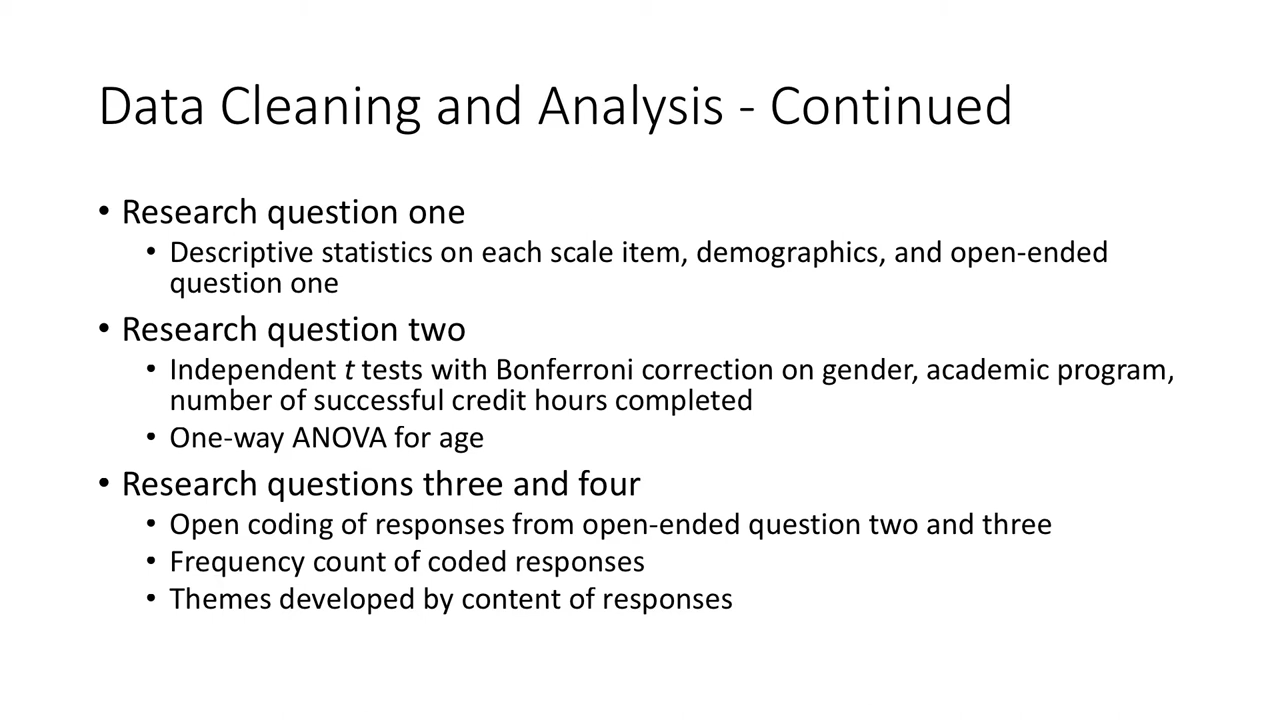 Data Cleaning and Analysis - Continued
• Research question one
• Descriptive statistics on each scale item, demographics, and open-ended
question one
• Research question two
• Independent t tests with Bonferroni correction on gender, academic program,
number of successful credit hours completed
• One-way ANOVA for age
• Research questions three and four
• Open coding of responses from open-ended question two and three
• Frequency count of coded responses
• Themes developed by content of responses